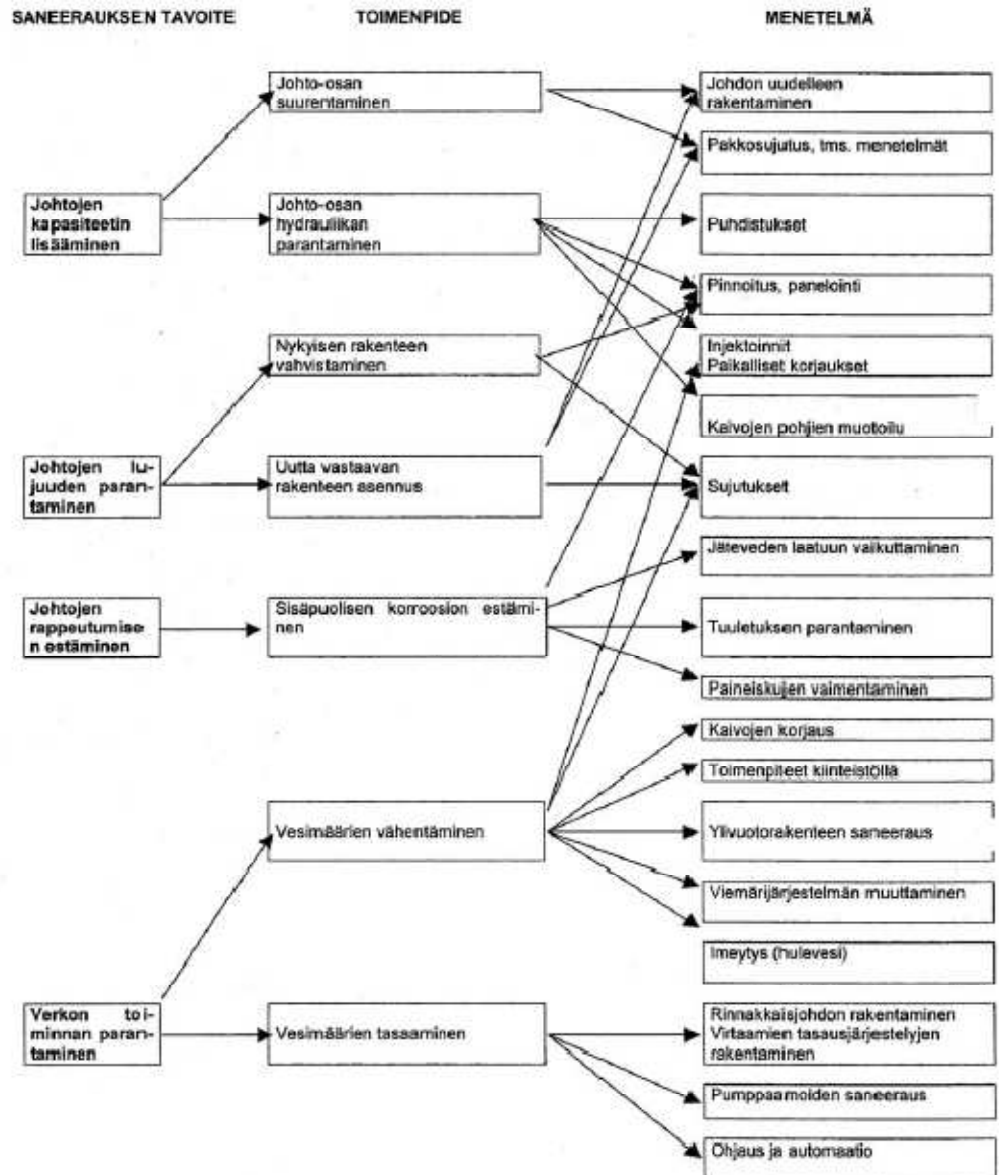 SANEERAUKSEN TAVOITE
TOIMENPIDE
MENETELMÄ
Johto-osan
suurentaminen
Johdon uudelleen
rakentaminen
Pakkosujutus, tms. menetelmät
Johtojen
kapasiteetin
lisääminen
Johto-osan
hydrauliikan
parantaminen
Puhdistukset
Pinnoitus, panelointi
Nykyisen rakenteen
vahvistaminen
Injektoinnit
Paikalliset korjaukset
Kaivojen pohjien muotoilu
Johtojen lu-
juuden paran-
taminen
Uutta wastaavan
rakenteen asennus
Sujutukset
Jäteveden laatuun vaikuttaminen
Johtojen
rappeutumise
n estäminen
Sisäpuolisen korroosion estämi-
nen
Tuuletuksen parantaminen
Paineiskujen vaimentaminen
Kaivojen korjaus
Toimenpiteet kiinteistöllä
Vesimäärien vähentäminen
Ylivuotorakenteen saneeraus
Viemärijärjestelmän muuttaminen
Imeytys (hulevesi)
Verkon toi-
minnan paran-
taminen
Vesimäärien tasaaminen
Rinnakkaisjohdon rakentaminen
Virtaamien tasausjärjestelyjen
rakentaminen
Pumppaamoiden saneeraus
Ohjaus ja automaatio